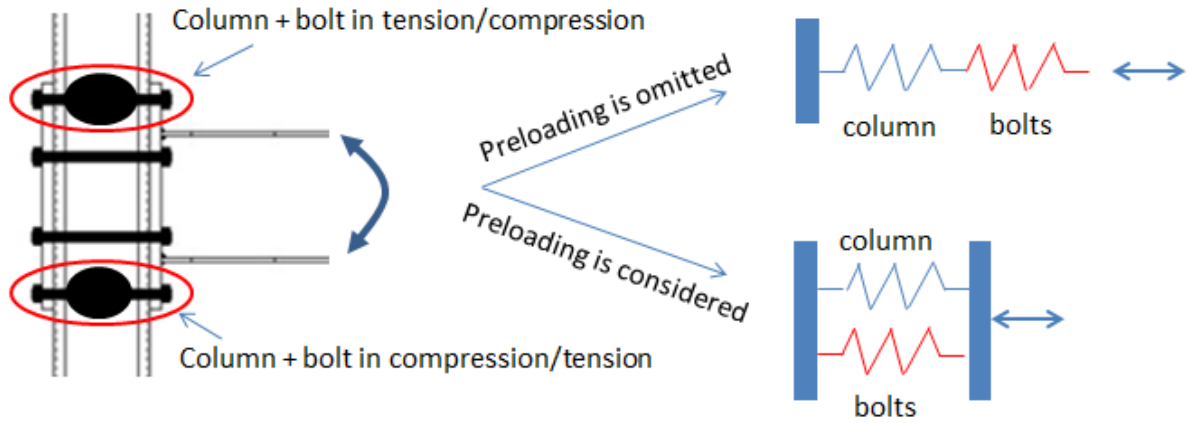 Column + bolt in tension/compression
Preloading is omitted
column
bolts
Preloading is considered
column
bolts
Column + bolt in compression/tension